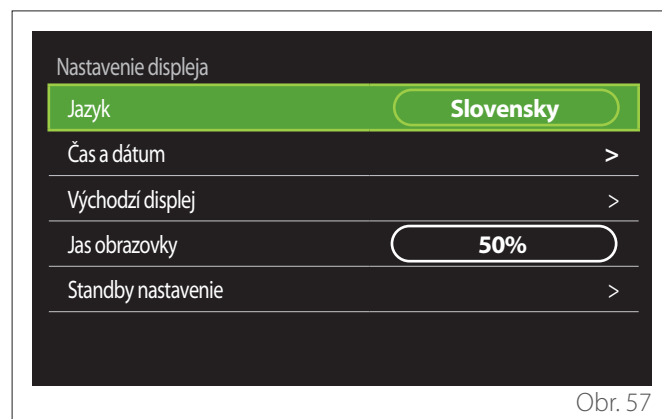 Nastavenie displeja
Jazyk Slovensky
Čas a dátum >
Východzí displej >
Jas obrazovky 50%
Standby nastavenie >
Obr. 57